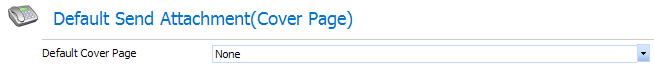 Default Send Attachment(Cover Page)
Default Cover Page None